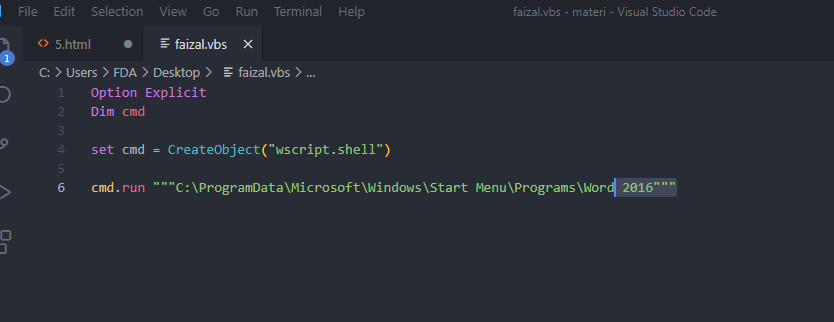 File Edit Selection View Go Run Terminal Help faizal.vbs - materi - Visual Studio Code
5.html faizal.vbs
1
C: > Users > FDA > Desktop > faizal.vbs > ...
1 Option Explicit
2 Dim cmd
3
4 set cmd = CreateObject("wscript.shell")
5
6 cmd.run """C:\ProgramData\Microsoft\Windows\Start Menu\Programs\Word 2016"""